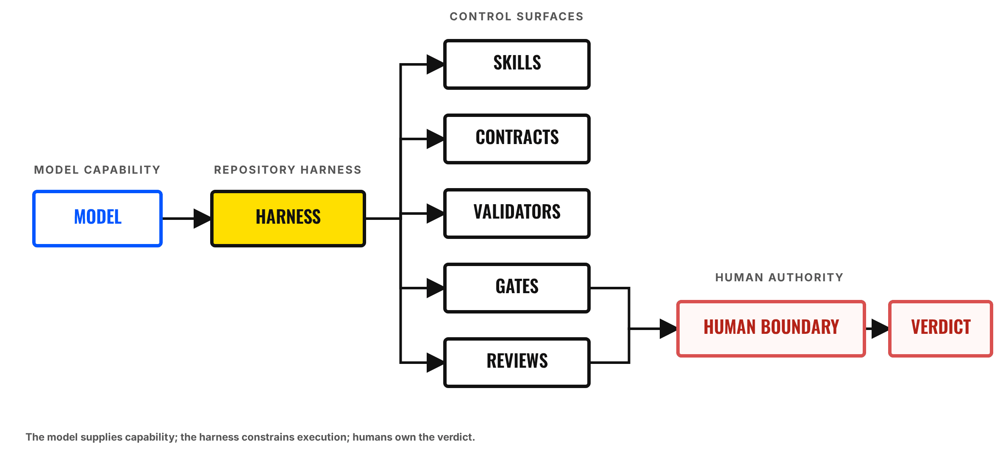 CONTROL SURFACES
SKILLS
CONTRACTS
MODEL CAPABILITY
REPOSITORY HARNESS
MODEL
HARNESS
VALIDATORS
GATES
REVIEWS
HUMAN AUTHORITY
HUMAN BOUNDARY
VERDICT
The model supplies capability; the harness constrains execution; humans own the verdict.